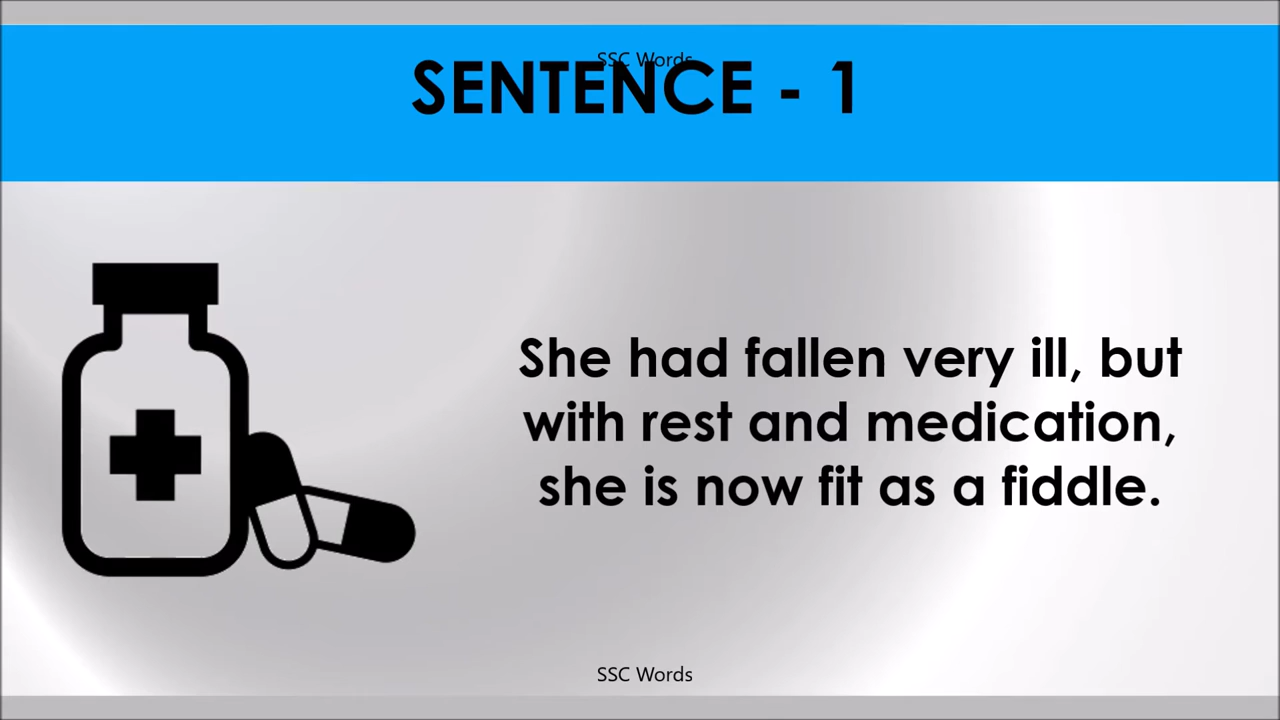 SSC Words
SENTENCE - 1
She had fallen very ill, but
with rest and medication,
she is now fit as a fiddle.
SSC Words